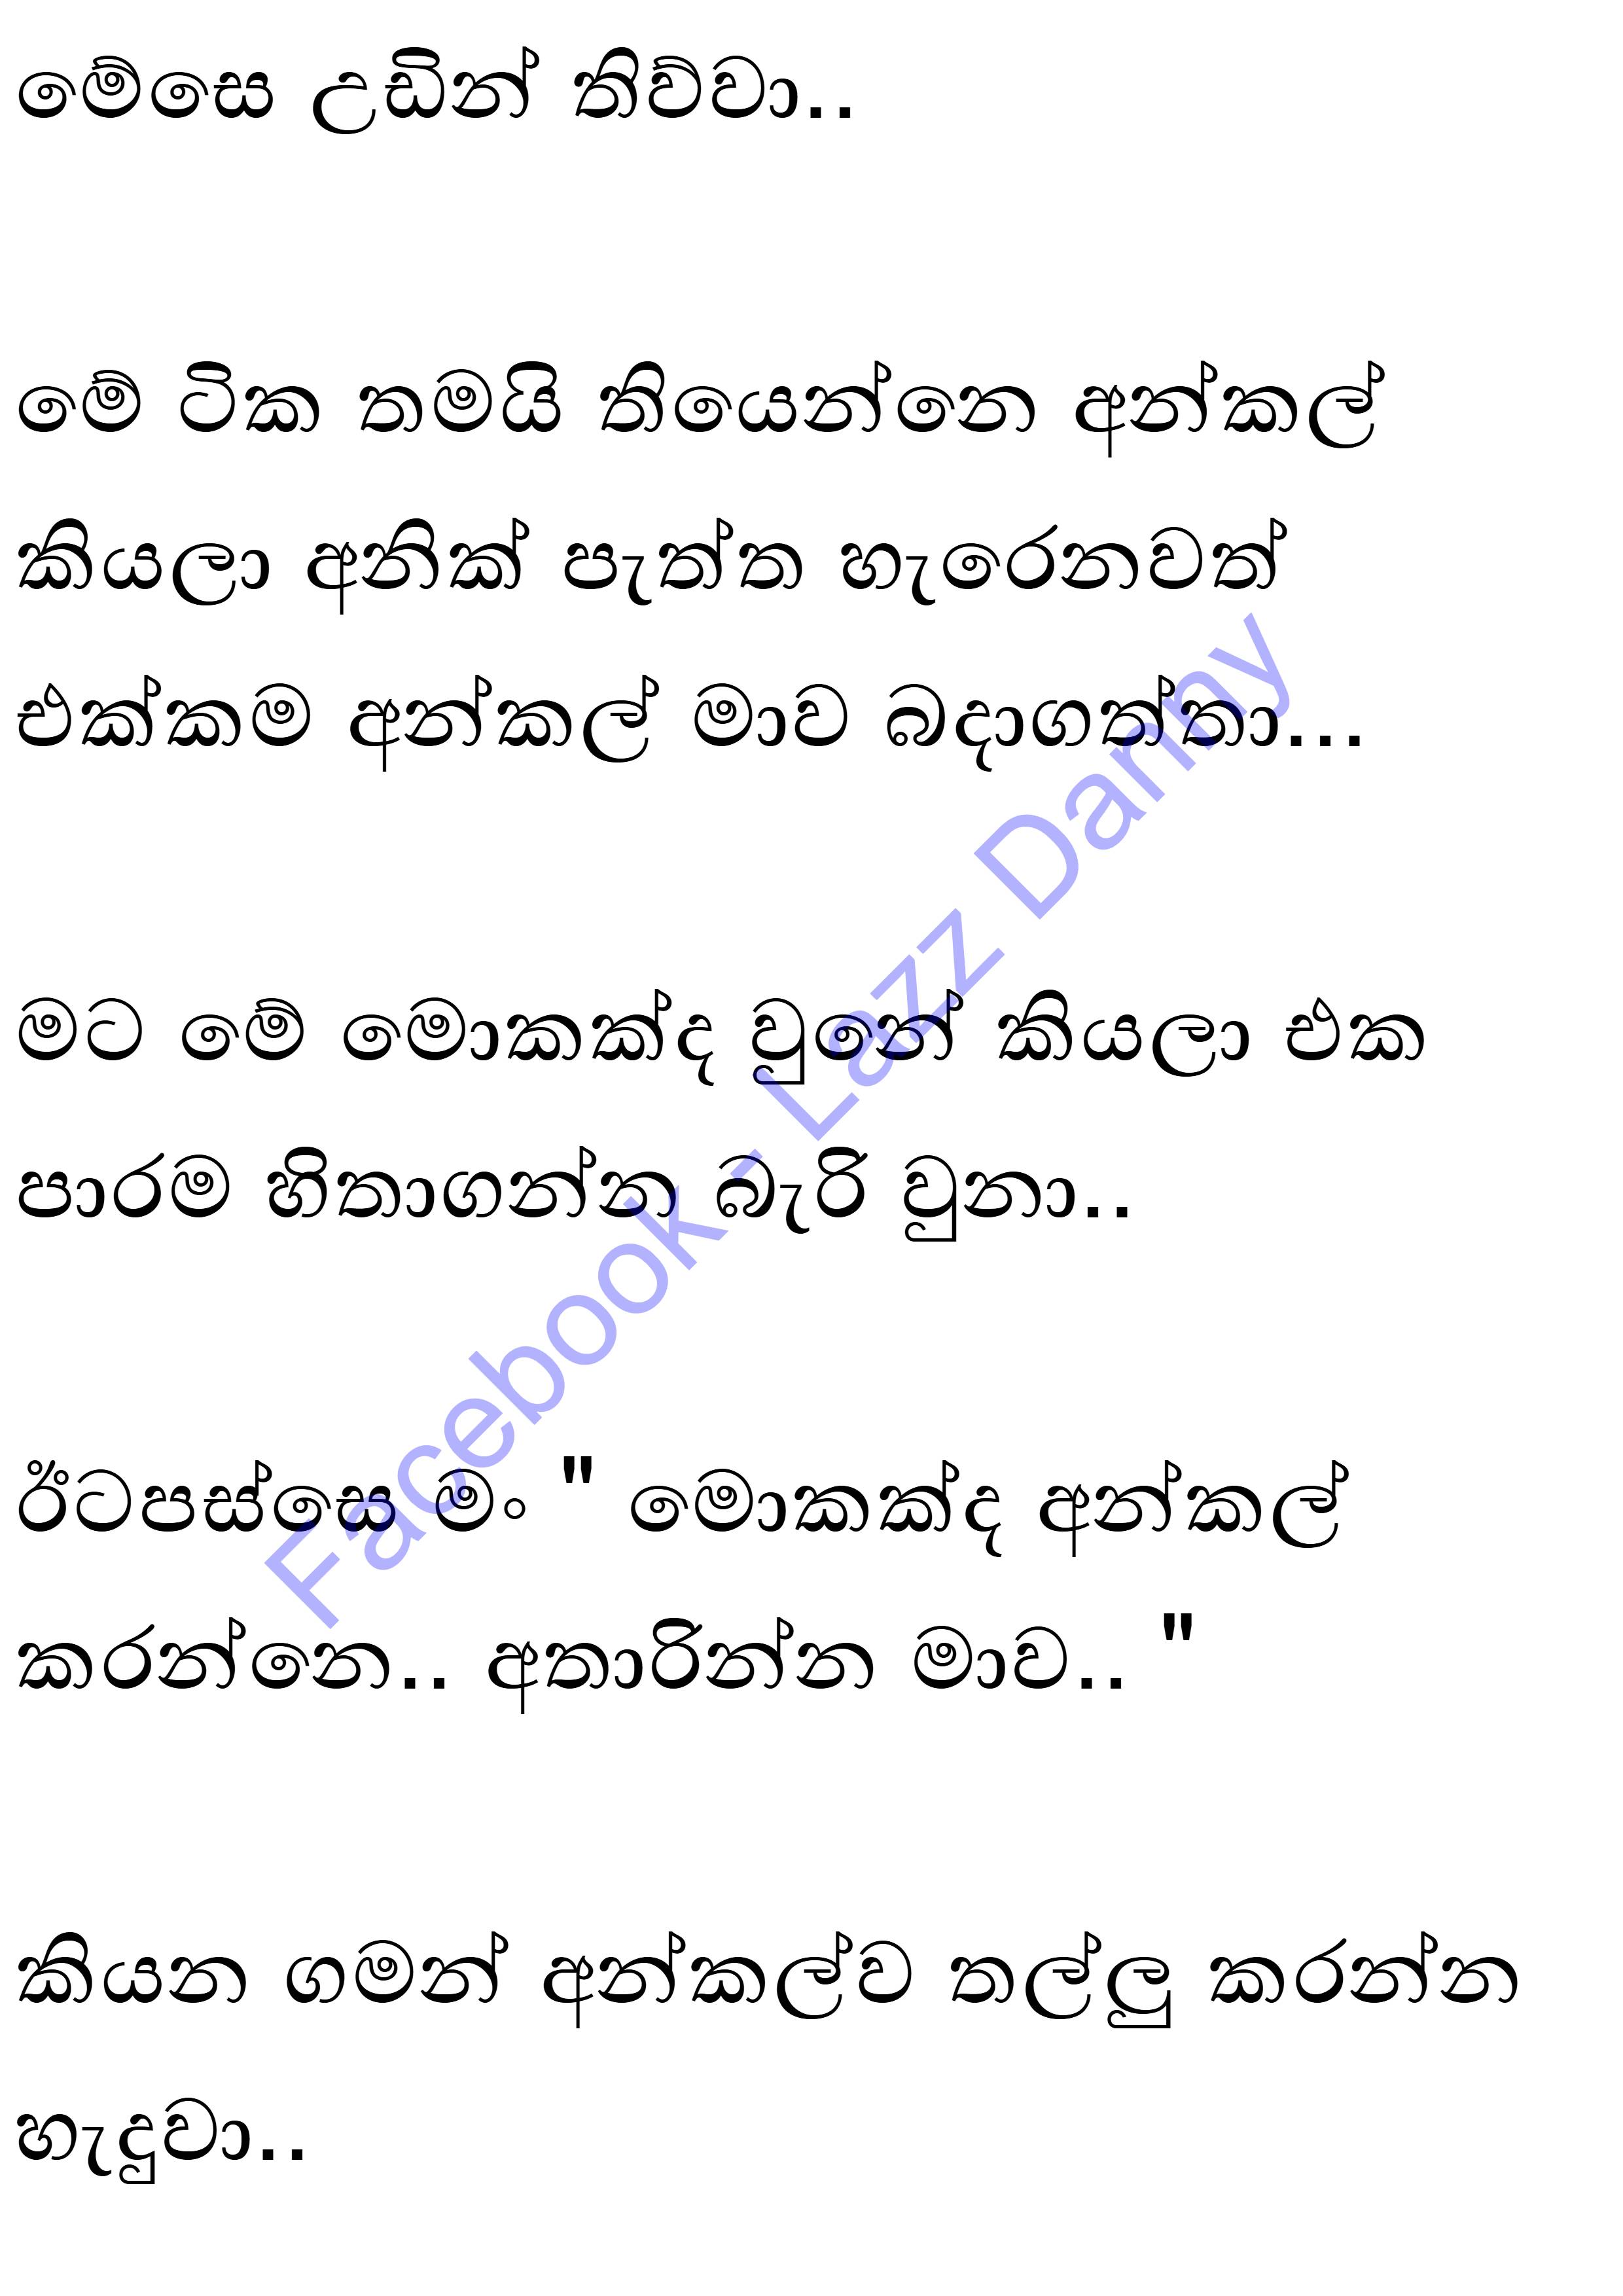 මේසෙ උඩින් තිව්වා..
මේ ටික තමයි තියෙන්නෙ අන්කල්
කියලා අනික් පැත්ත හැරෙනවත්
එක්කම අන්කල් මාව බදාගත්තා...
මට මේ මොකක්ද වුනේ කියලා එක
පාරම හිතාගන්න බැරි වුනා..
ඊටපස්සෙ මං " මොකක්ද අන්කල්
කරන්නෙ.. අතාරින්න මාව.. "
කියන ගමන් අන්කල්ව තල්ලු කරන්න
හැදුවා..
Facebook - Lazz Danny